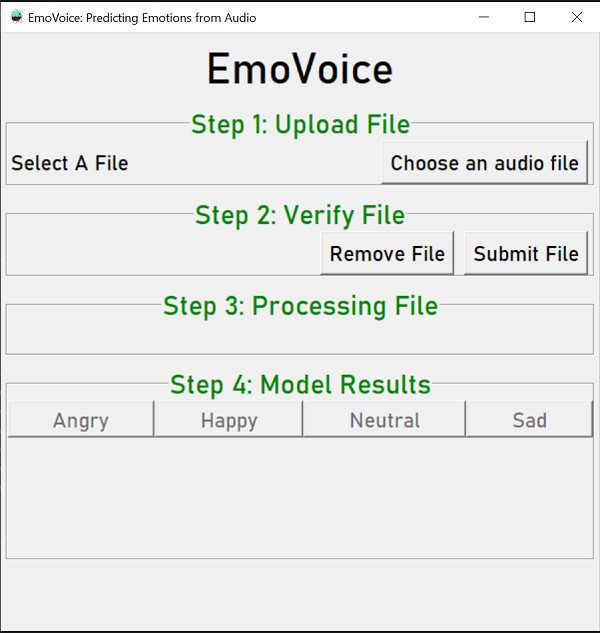 EmoVoice: Predicting Emotions from Audio
EmoVoice
Step 1: Upload File
Select A File Choose an audio file
Step 2: Verify File
Remove File Submit File
Step 3: Processing File
Step 4: Model Results
Angry Happy Neutral Sad